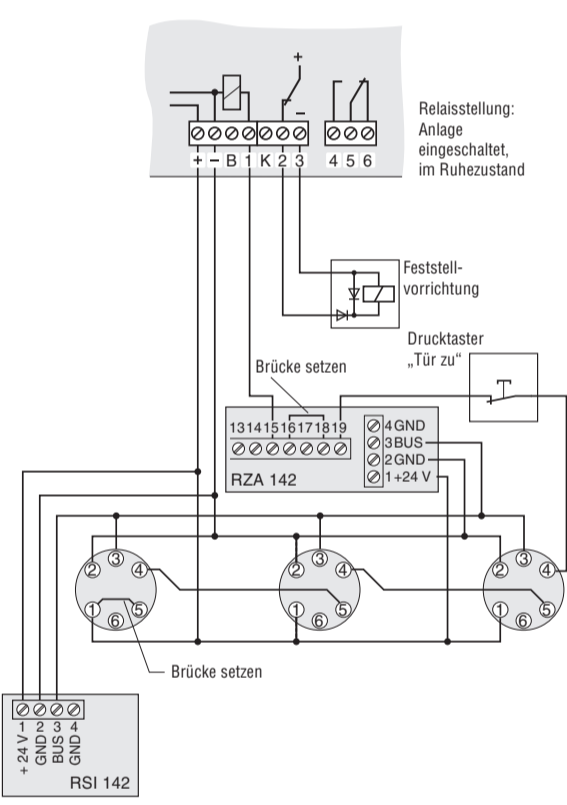 +
−
+ − B 1 K 2 3 4 5 6
Relaisstellung:
Anlage
eingeschaltet,
im Ruhezustand
Feststell-
vorrichtung
Drucktaster
„Tür zu“
Brücke setzen
13 14 15 16 17 18 19
4 GND
3 BUS
2 GND
1 +24 V
RZA 142
2 3 4
1 6 5
2 3 4
1 6 5
2 3 4
1 6 5
Brücke setzen
1 2 3 4
+ 24 V
GND
BUS
GND
RSI 142